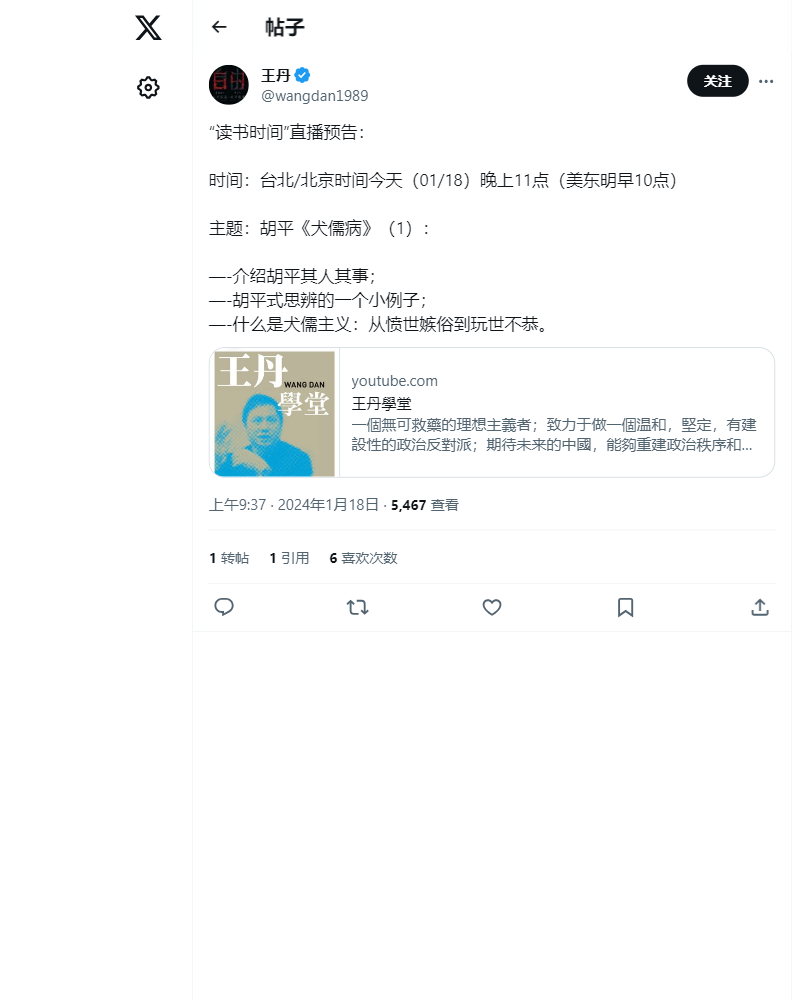 帖子
王丹
@wangdan1989
关注
“读书时间”直播预告：
时间：台北/北京时间今天（01/18）晚上11点（美东明早10点）
主题：胡平《犬儒病》（1）：
—-介绍胡平其人其事；
—-胡平式思辨的一个小例子；
—-什么是犬儒主义：从愤世嫉俗到玩世不恭。
王丹
WANG DAN
學堂
youtube.com
王丹學堂
一個無可救藥的理想主義者；致力于做一個温和，堅定，有建
設性的政治反對派；期待未来的中國，能夠重建政治秩序和...
上午9:37 · 2024年1月18日 · 5,467 查看
1 转帖 1 引用 6 喜欢次数